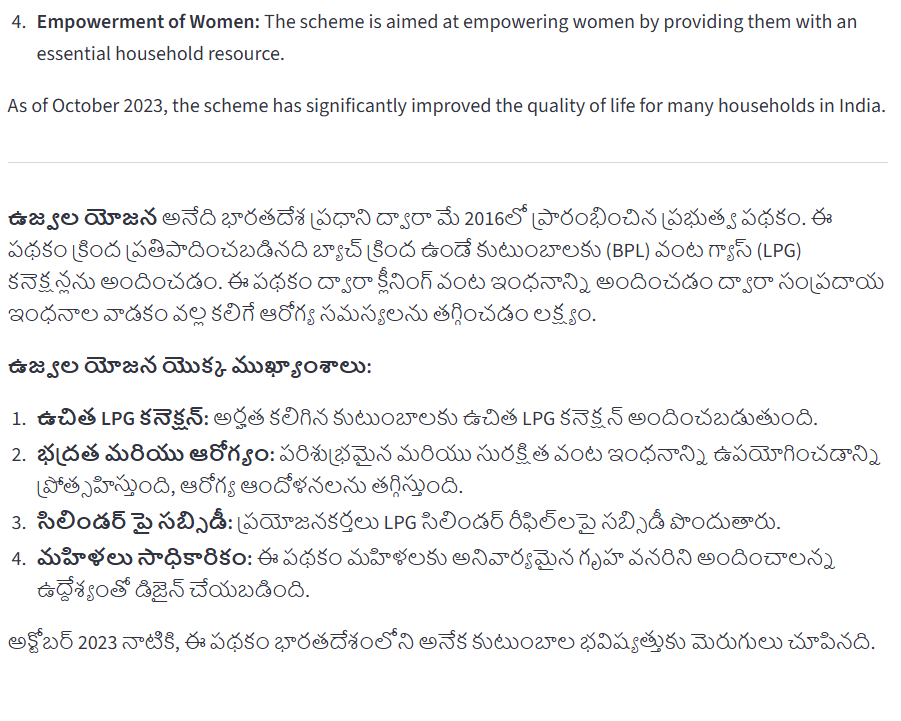 4. Empowerment of Women: The scheme is aimed at empowering women by providing them with an
essential household resource.
As of October 2023, the scheme has significantly improved the quality of life for many households in India.
ఉజ్వల యోజన అనేది భారతదేశ ప్రధాని ద్వారా మే 2016లో ప్రారంభించిన ప్రభుత్వ పథకం. ఈ
పథకం క్రింద ప్రతిపాదించబడినది బ్యాచ్ క్రింద ఉండే కుటుంబాలకు (BPL) వంట గ్యాస్ (LPG)
కనెక్షన్లను అందించడం. ఈ పథకం ద్వారా క్లీనింగ్ వంట ఇంధనాన్ని అందించడం ద్వారా సంప్రదాయ
ఇంధనాల వాడకం వల్ల కలిగే ఆరోగ్య సమస్యలను తగ్గించడం లక్ష్యం.
ఉజ్వల యోజన యొక్క ముఖ్యాంశాలు:
1. ఉచిత LPG కనెక్షన్: అర్హత కలిగిన కుటుంబాలకు ఉచిత LPG కనెక్షన్ అందించబడుతుంది.
2. భద్రత మరియు ఆరోగ్యం: పరిశుభ్రమైన మరియు సురక్షిత వంట ఇంధనాన్ని ఉపయోగించడాన్ని
ప్రోత్సహిస్తుంది, ఆరోగ్య ఆందోళనలను తగ్గిస్తుంది.
3. సిలిండర్ పై సబ్సిడీ: ప్రయోజనకర్తలు LPG సిలిండర్ రీఫిల్‌లపై సబ్సిడీ పొందుతారు.
4. మహిళలు సాధికారికం: ఈ పథకం మహిళలకు అనివార్యమైన గృహ వనరిని అందించాలన్న
ఉద్దేశ్యంతో డిజైన్ చేయబడింది.
అక్టోబర్ 2023 నాటికి, ఈ పథకం భారతదేశంలోని అనేక కుటుంబాల భవిష్యత్తుకు మెరుగులు చూపినది.